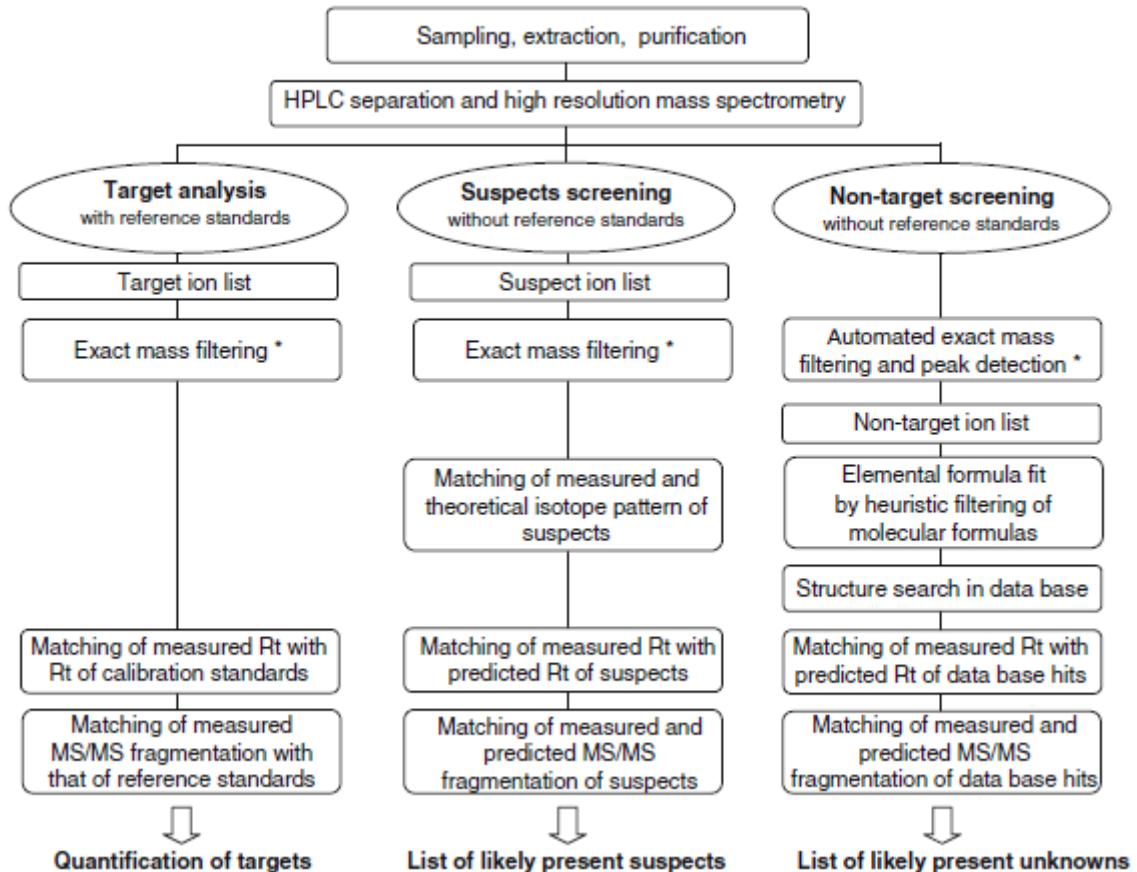 Sampling, extraction, purification
HPLC separation and high resolution mass spectrometry
Target analysis
with reference standards
Suspects screening
without reference standards
Non-target screening
without reference standards
Target ion list
Suspect ion list
Exact mass filtering *
Exact mass filtering *
Automated exact mass
filtering and peak detection *
Non-target ion list
Matching of measured and
theoretical isotope pattern of
suspects
Elemental formula fit
by heuristic filtering of
molecular formulas
Structure search in data base
Matching of measured Rt with
Rt of calibration standards
Matching of measured Rt with
predicted Rt of suspects
Matching of measured Rt with
predicted Rt of data base hits
Matching of measured
MS/MS fragmentation with
that of reference standards
Matching of measured and
predicted MS/MS
fragmentation of suspects
Matching of measured and
predicted MS/MS
fragmentation of data base hits
Quantification of targets
List of likely present suspects
List of likely present unknowns